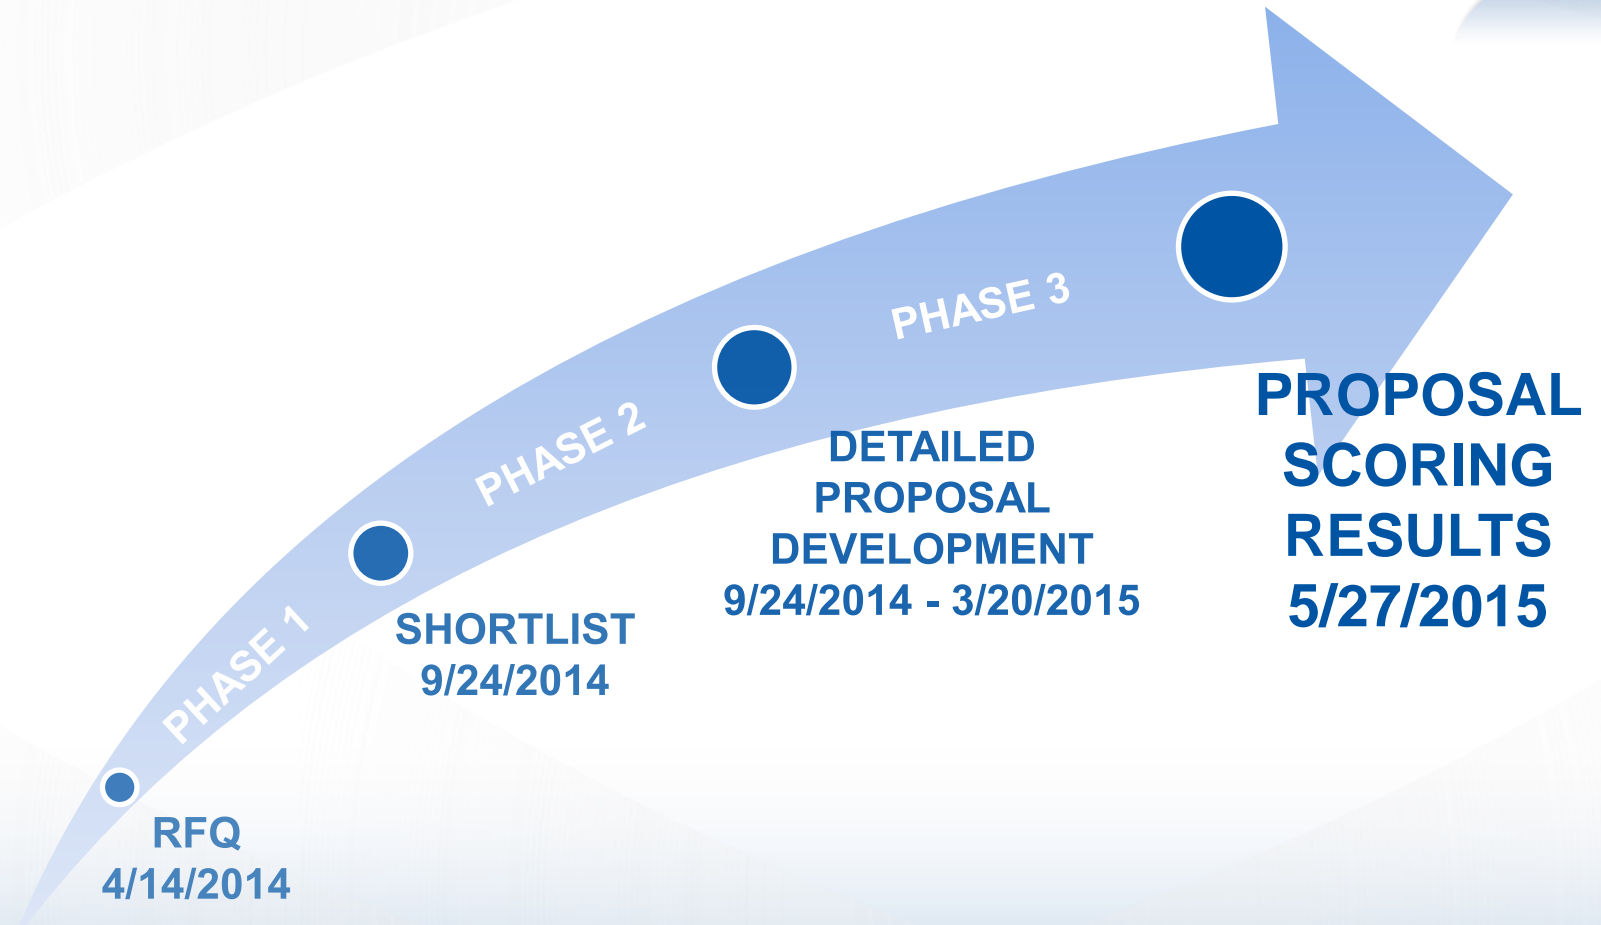 PHASE 1
PHASE 2
PHASE 3
RFQ
4/14/2014
SHORTLIST
9/24/2014
DETAILED
PROPOSAL
DEVELOPMENT
9/24/2014 - 3/20/2015
PROPOSAL
SCORING
RESULTS
5/27/2015